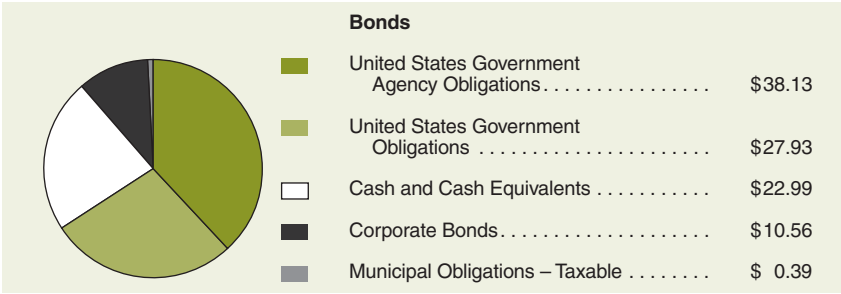 Bonds
United States Government
Agency Obligations................ $38.13
United States Government
Obligations ...................... $27.93
Cash and Cash Equivalents ........... $22.99
Corporate Bonds.................... $10.56
Municipal Obligations – Taxable ........ $ 0.39